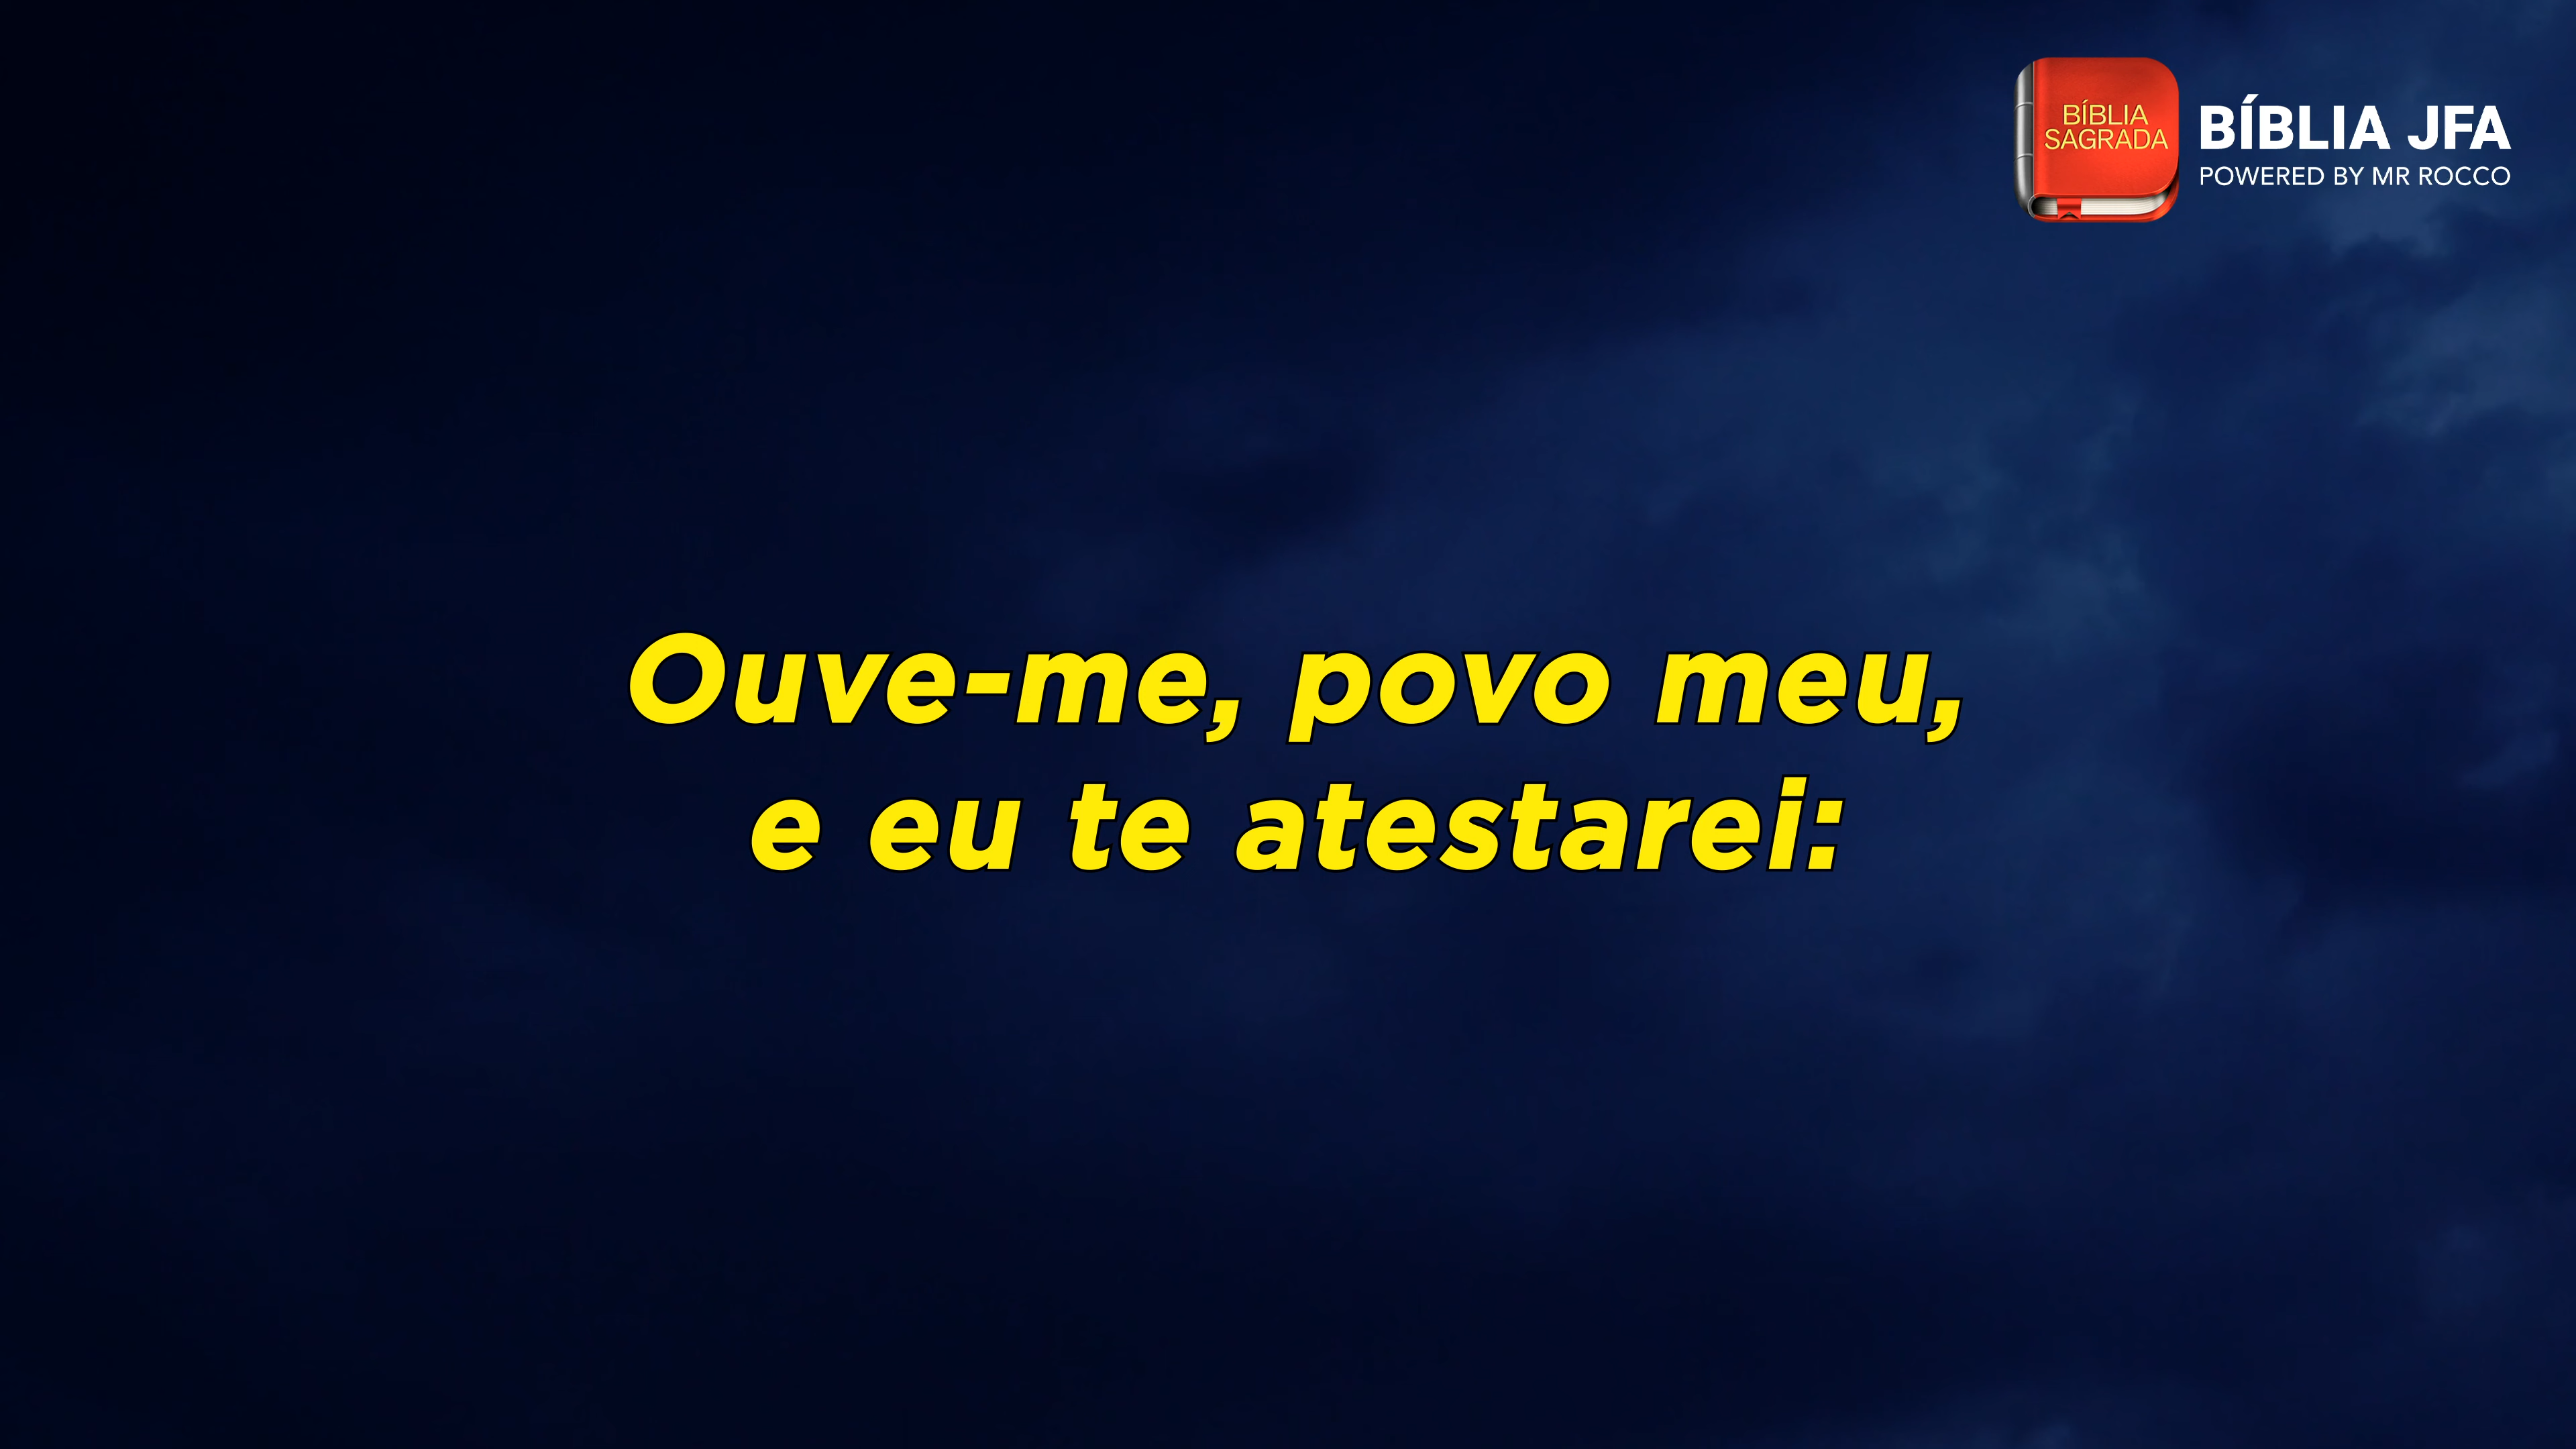 BÍBLIA
SAGRADA
BÍBLIA JFA
POWERED BY MR ROCCO
Ouve-me, povo meu,
e eu te atestarei: